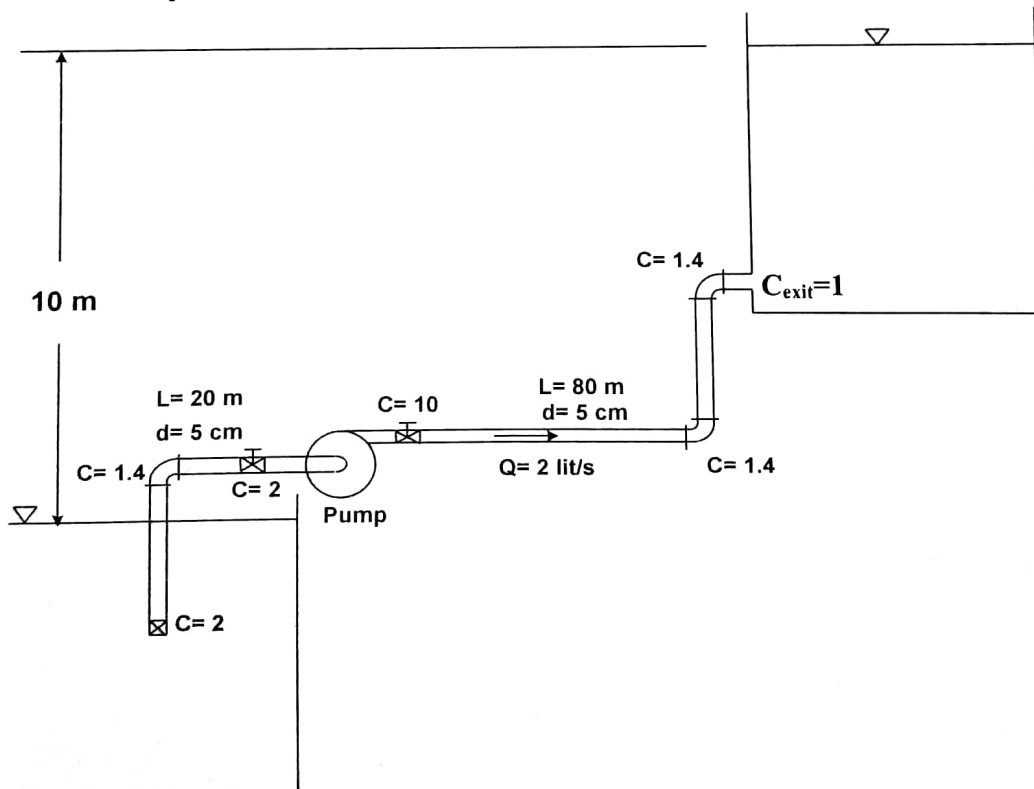 C= 1.4
C_exit=1
10 m
L= 20 m
d= 5 cm
C= 10
L= 80 m
d= 5 cm
C= 1.4
C= 2
Q= 2 lit/s
C= 1.4
Pump
C= 2